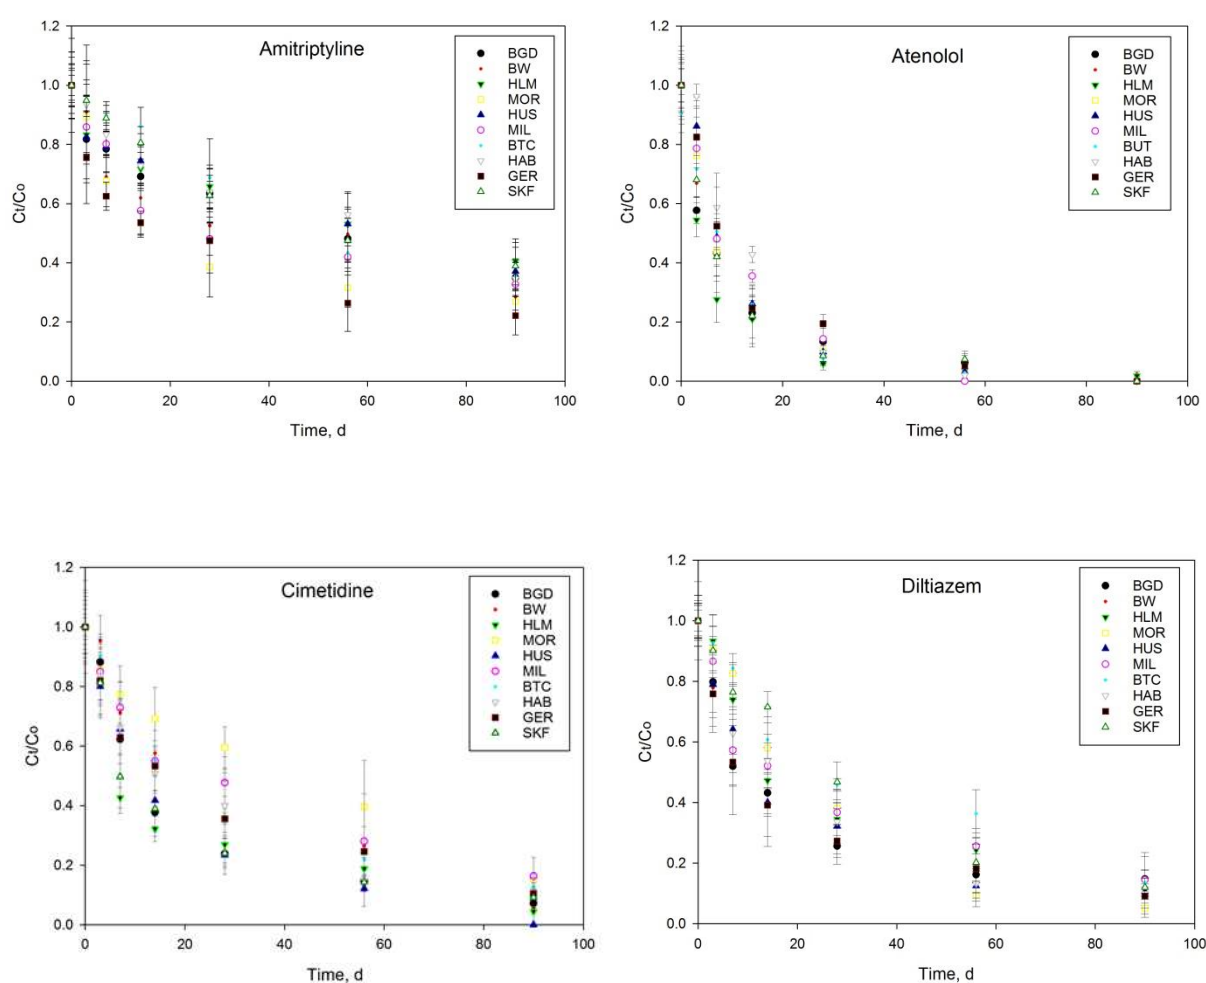 Amitriptyline
Ct/Co
1.2
1.0
0.8
0.6
0.4
0.2
0.0
0 20 40 60 80 100
Time, d
BGD
BW
HLM
MOR
HUS
MIL
BTC
HAB
GER
SKF
Atenolol
Ct/Co
1.2
1.0
0.8
0.6
0.4
0.2
0.0
0 20 40 60 80 100
Time, d
BGD
BW
HLM
MOR
HUS
MIL
BUT
HAB
GER
SKF
Cimetidine
Ct/Co
1.2
1.0
0.8
0.6
0.4
0.2
0.0
0 20 40 60 80 100
Time, d
BGD
BW
HLM
MOR
HUS
MIL
BTC
HAB
GER
SKF
Diltiazem
Ct/Co
1.2
1.0
0.8
0.6
0.4
0.2
0.0
0 20 40 60 80 100
Time, d
BGD
BW
HLM
MOR
HUS
MIL
BTC
HAB
GER
SKF